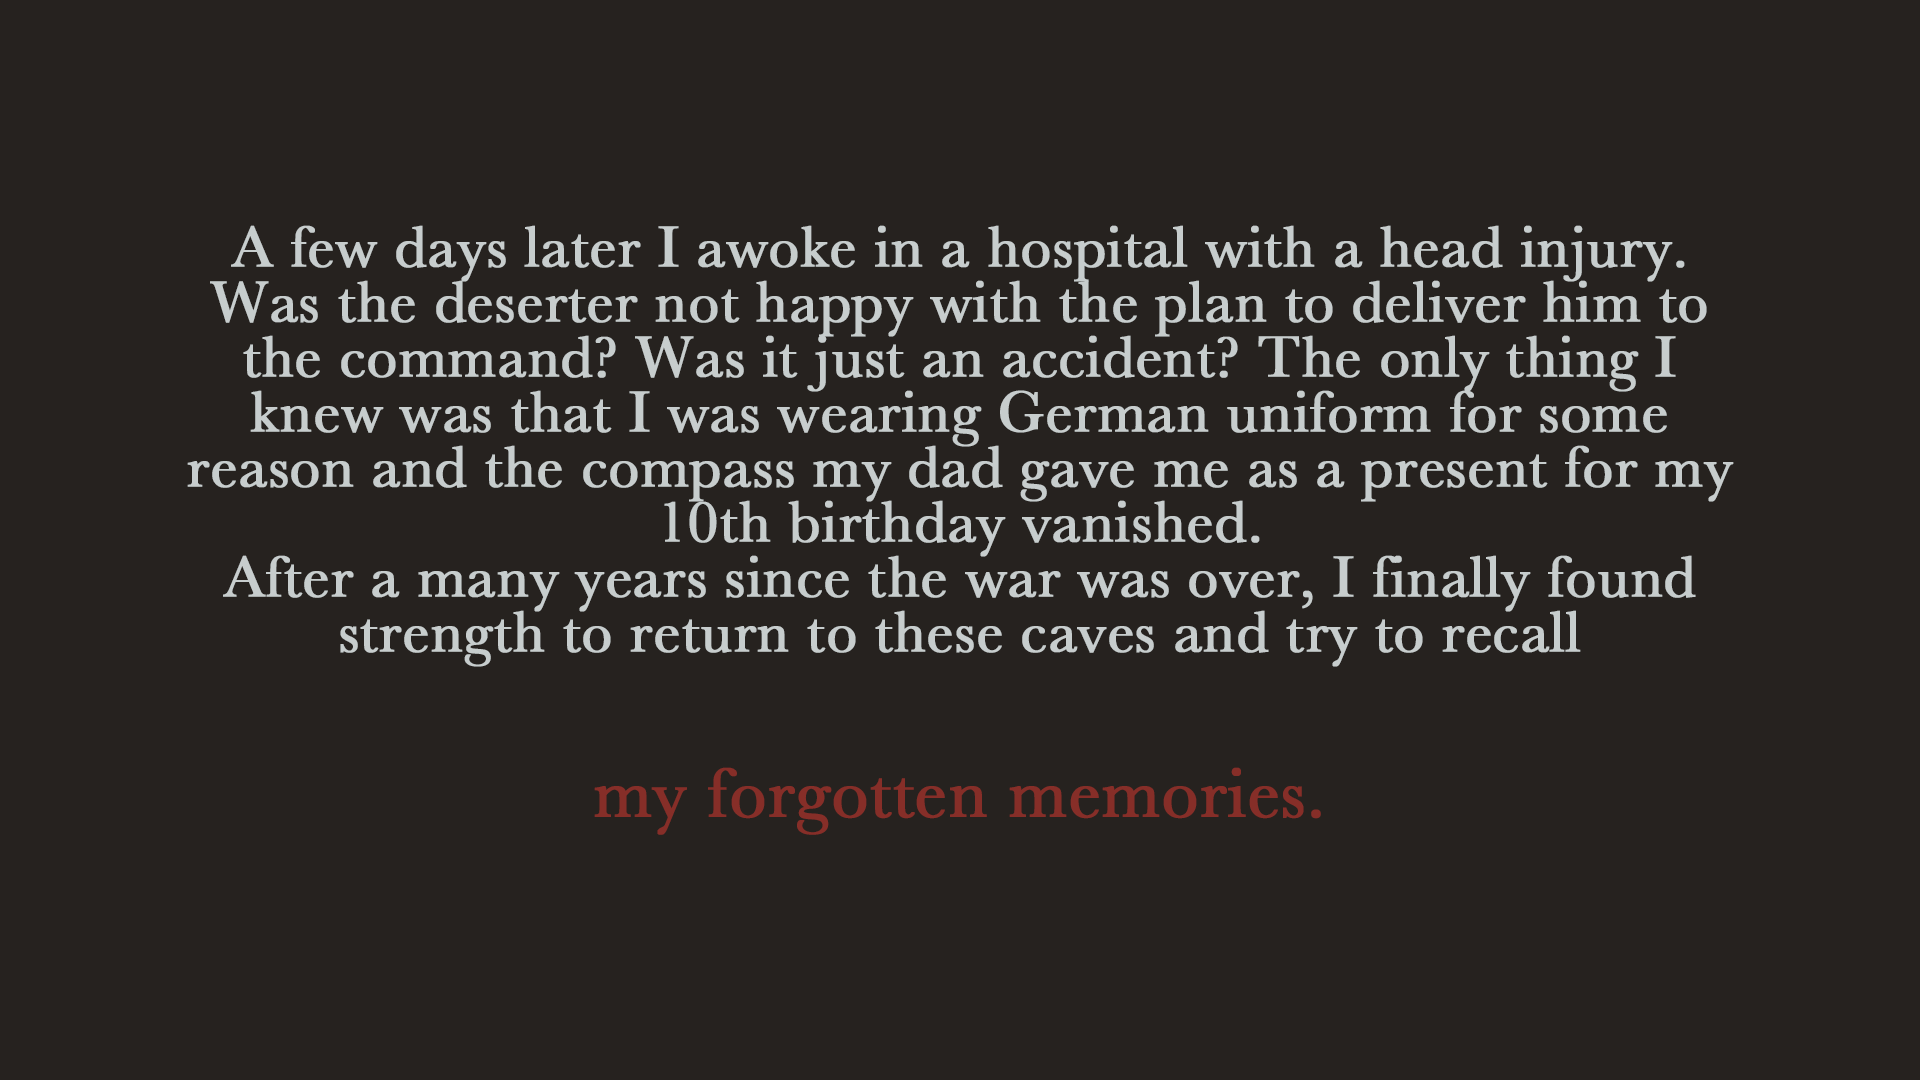 A few days later I awoke in a hospital with a head injury.
Was the deserter not happy with the plan to deliver him to
the command? Was it just an accident? The only thing I
knew was that I was wearing German uniform for some
reason and the compass my dad gave me as a present for my
10th birthday vanished.
After a many years since the war was over, I finally found
strength to return to these caves and try to recall
my forgotten memories.